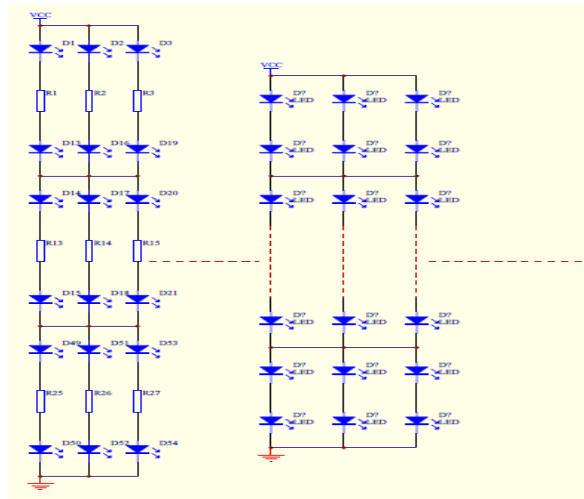 VCC
D1 D2 D3
R1 R2 R3
D13 D16 D19
D14 D17 D20
R13 R14 R15
D15 D18 D21
D49 D51 D53
R25 R26 R27
D50 D52 D54
VCC
D? D? D?
LED LED LED
D? D? D?
LED LED LED
D? D? D?
LED LED LED
D? D? D?
LED LED LED
D? D? D?
LED LED LED
D? D? D?
LED LED LED